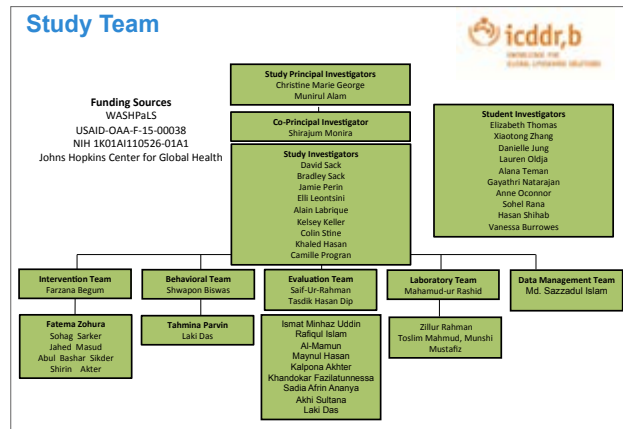 Study Team
icddr,b
KNOWLEDGE FOR
GLOBAL LIFESAVING SOLUTIONS
Study Principal Investigators
Christine Marie George
Munirul Alam
Funding Sources
WASHPaLS
USAID-OAA-F-15-00038
NIH 1K01AI110526-01A1
Johns Hopkins Center for Global Health
Co-Principal Investigator
Shirajum Monira
Study Investigators
David Sack
Bradley Sack
Jamie Perin
Elli Leontsini
Alain Labrique
Kelsey Keller
Colin Stine
Khaled Hasan
Camille Progran
Student Investigators
Elizabeth Thomas
Xiaotong Zhang
Danielle Jung
Lauren Oldja
Alana Teman
Gayathri Natarajan
Anne Oconnor
Sohel Rana
Hasan Shihab
Vanessa Burrowes
Intervention Team
Farzana Begum
Behavioral Team
Shwapon Biswas
Evaluation Team
Saif-Ur-Rahman
Tasdik Hasan Dip
Laboratory Team
Mahamud-ur Rashid
Data Management Team
Md. Sazzadul Islam
Fatema Zohura
Sohag Sarker
Jahed Masud
Abul Bashar Sikder
Shirin Akter
Tahmina Parvin
Laki Das
Ismat Minhaz Uddin
Rafiqul Islam
Al-Mamun
Maynul Hasan
Kalpona Akhter
Khandokar Fazilatunnessa
Sadia Afrin Ananya
Akhi Sultana
Laki Das
Zillur Rahman
Toslim Mahmud, Munshi
Mustafiz